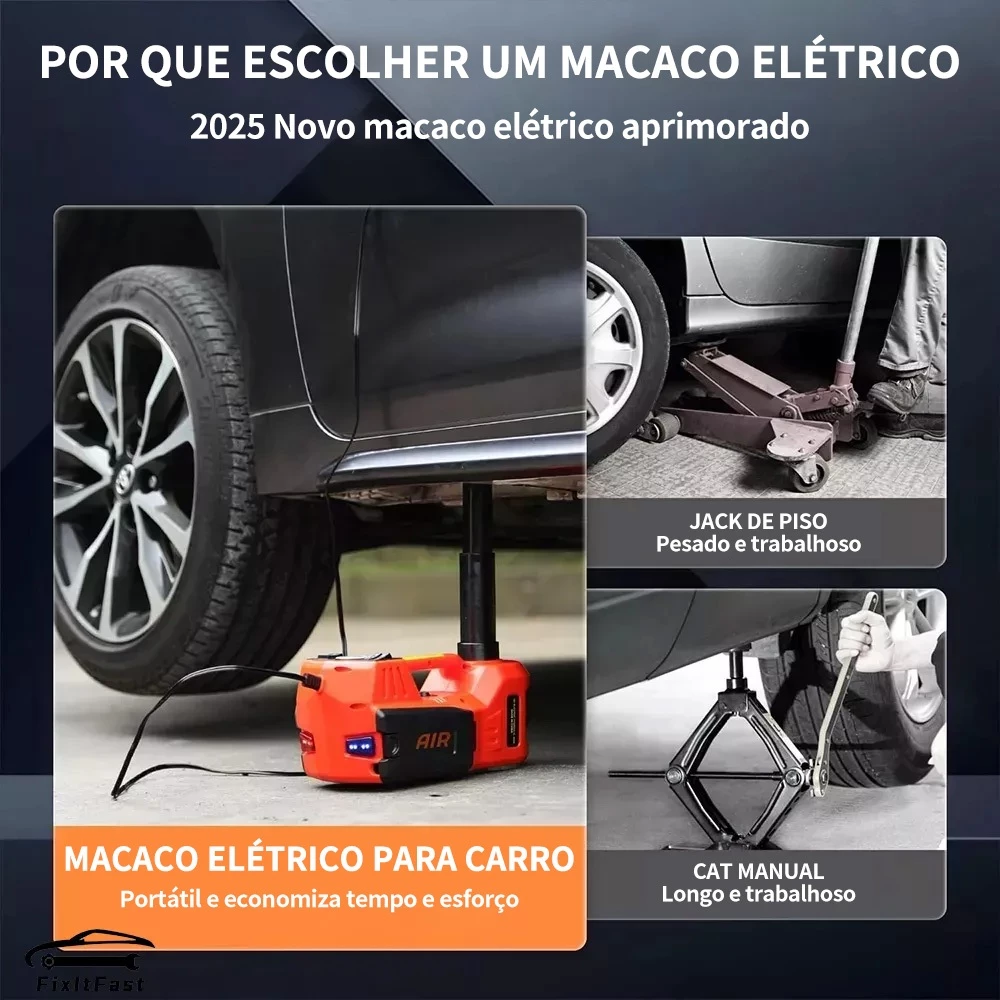 POR QUE ESCOLHER UM MACACO ELÉTRICO
2025 Novo macaco elétrico aprimorado
JACK DE PISO
Pesado e trabalhoso
AIR
MACACO ELÉTRICO PARA CARRO
Portátil e economiza tempo e esforço
CAT MANUAL
Longo e trabalhoso
FixItFast